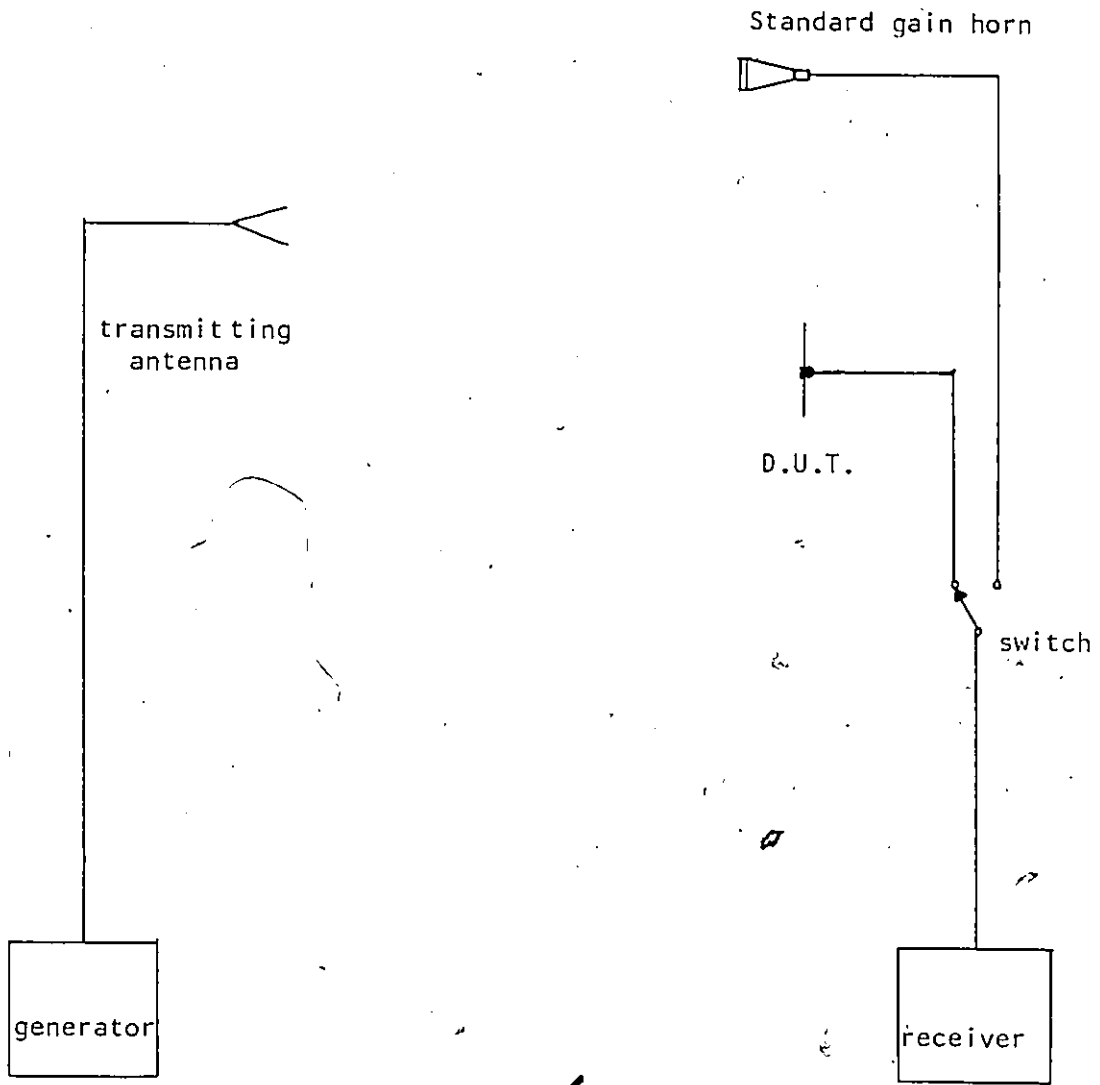 Standard gain horn
transmitting
antenna
D.U.T.
switch
generator
receiver